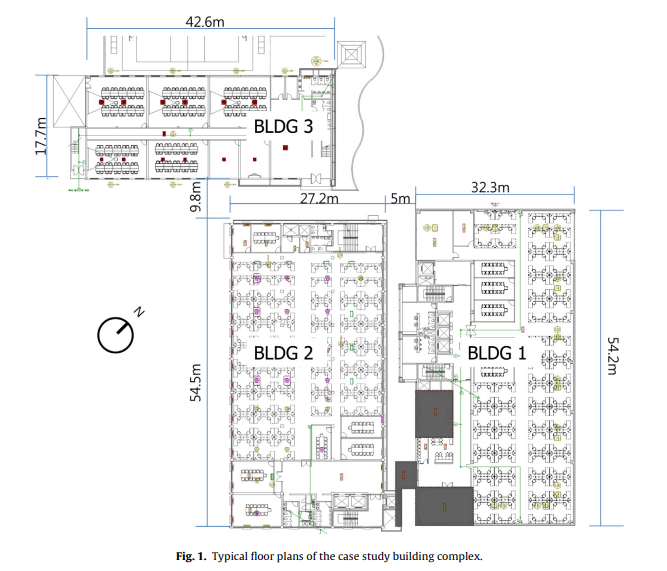 42.6m
17.7m
BLDG 3
9.8m
27.2m
5m
32.3m
N
BLDG 2
BLDG 1
54.5m
54.2m
Fig. 1. Typical floor plans of the case study building complex.